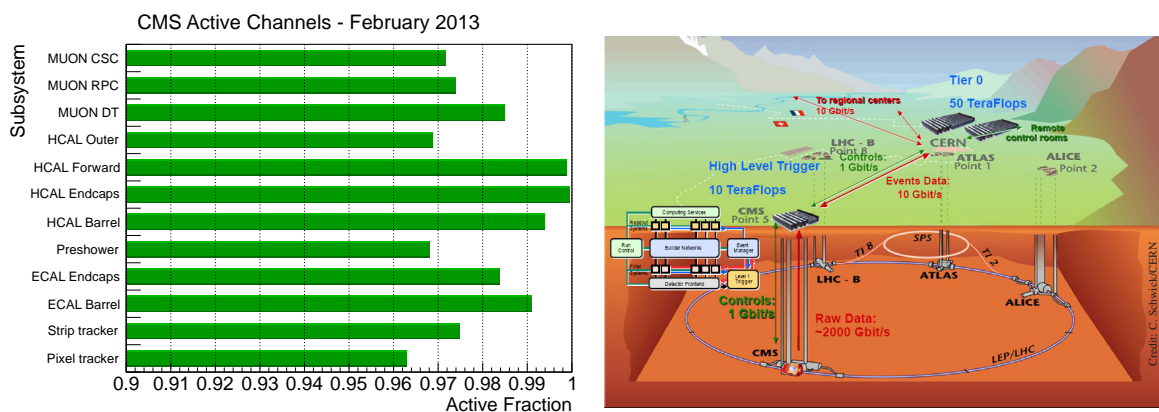 CMS Active Channels - February 2013
Subsystem
MUON CSC
MUON RPC
MUON DT
HCAL Outer
HCAL Forward
HCAL Endcaps
HCAL Barrel
Preshower
ECAL Endcaps
ECAL Barrel
Strip tracker
Pixel tracker
0.9 0.91 0.92 0.93 0.94 0.95 0.96 0.97 0.98 0.99 1
Active Fraction
Tier 0
50 TeraFlops
To regional centers
10 Gbit/s
Remote
control rooms
CERN
LHC - B
Point 8
ATLAS
Point 1
ALICE
Point 2
Controls:
1 Gbit/s
High Level Trigger
10 TeraFlops
Events Data:
10 Gbit/s
CMS
Point 5
Computing Services
Readout
Systems
Run
Control
Builder Networks
Event
Manager
Filter
Systems
Detector Frontend
Level 1
Trigger
TI 8
SPS
TI 2
LHC - B
ATLAS
ALICE
Controls:
1 Gbit/s
Raw Data:
~2000 Gbit/s
CMS
LEP/LHC
Credit: C. Schwick/CERN